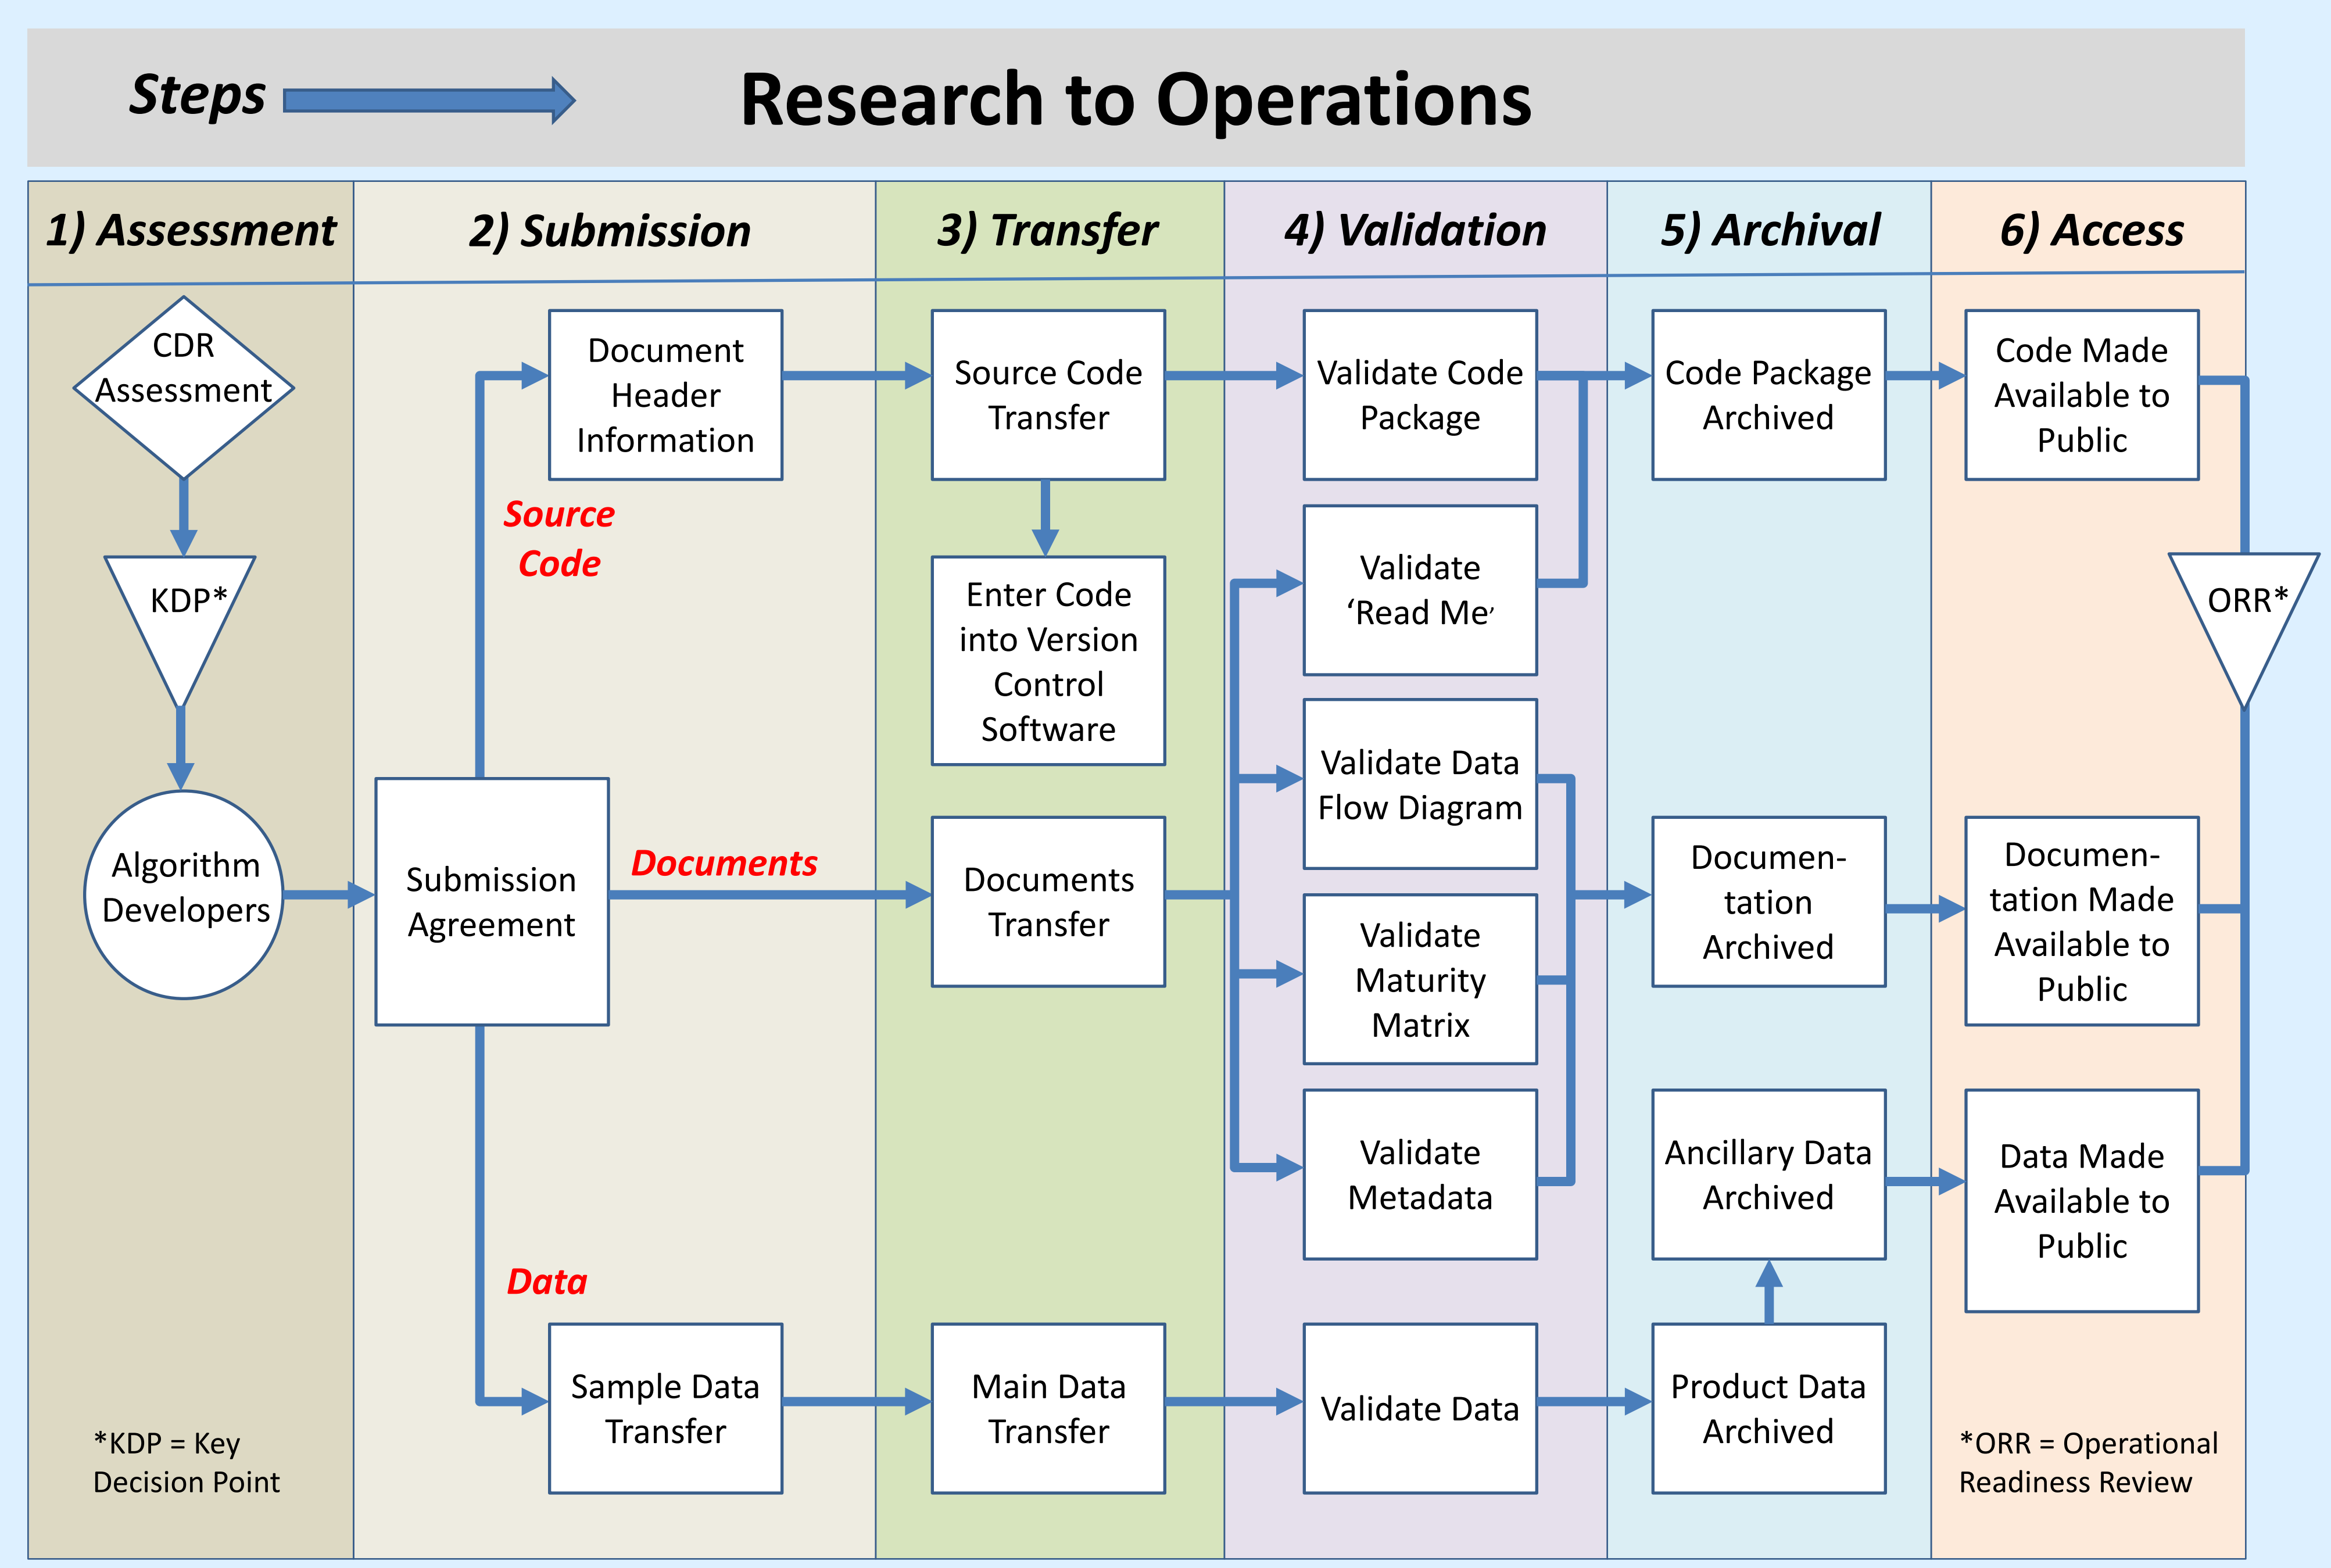 Steps
Research to Operations
1) Assessment
2) Submission
3) Transfer
4) Validation
5) Archival
6) Access
CDR
Assessment
KDP*
Algorithm
Developers
*KDP = Key
Decision Point
Document
Header
Information
Source
Code
Submission
Agreement
Documents
Data
Sample Data
Transfer
Source Code
Transfer
Enter Code
into Version
Control
Software
Documents
Transfer
Main Data
Transfer
Validate Code
Package
Validate
‘Read Me’
Validate Data
Flow Diagram
Validate
Maturity
Matrix
Validate
Metadata
Validate Data
Code Package
Archived
Documen-
tation
Archived
Ancillary Data
Archived
Product Data
Archived
Code Made
Available to
Public
ORR*
Documen-
tation Made
Available to
Public
Data Made
Available to
Public
*ORR = Operational
Readiness Review